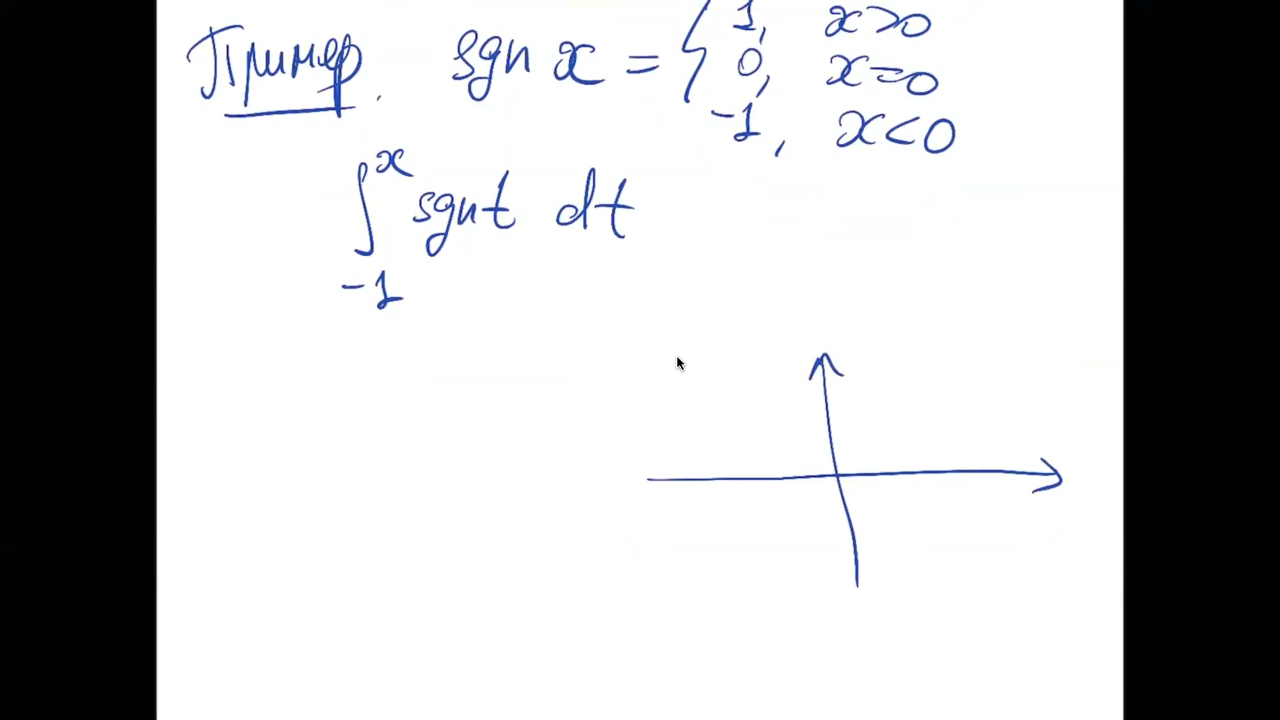 Пример. sgn x = { 1, x>0
0, x=0
-1, x<0
∫_{-1}^{x} sgn t dt